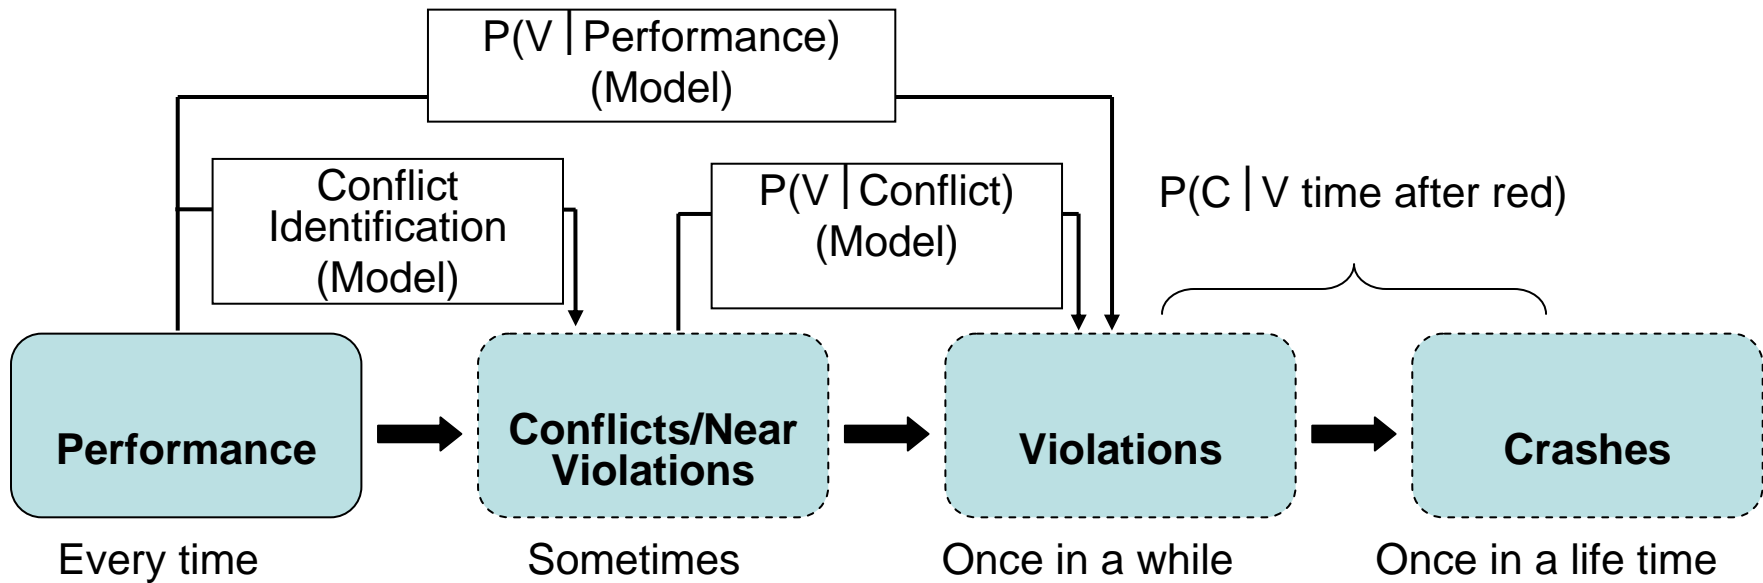 P(V | Performance)
(Model)
Conflict
Identification
(Model)
P(V | Conflict)
(Model)
P(C | V time after red)
Performance
Conflicts/Near
Violations
Violations
Crashes
Every time
Sometimes
Once in a while
Once in a life time